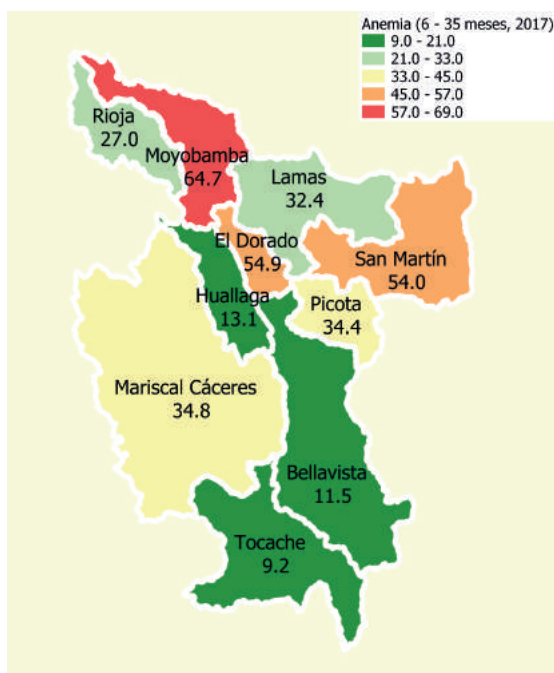 Anemia (6 - 35 meses, 2017)
9.0 - 21.0
21.0 - 33.0
33.0 - 45.0
45.0 - 57.0
57.0 - 69.0
Rioja
27.0
Moyobamba
64.7
Lamas
32.4
El Dorado
54.9
San Martín
54.0
Huallaga
13.1
Picota
34.4
Mariscal Cáceres
34.8
Bellavista
11.5
Tocache
9.2